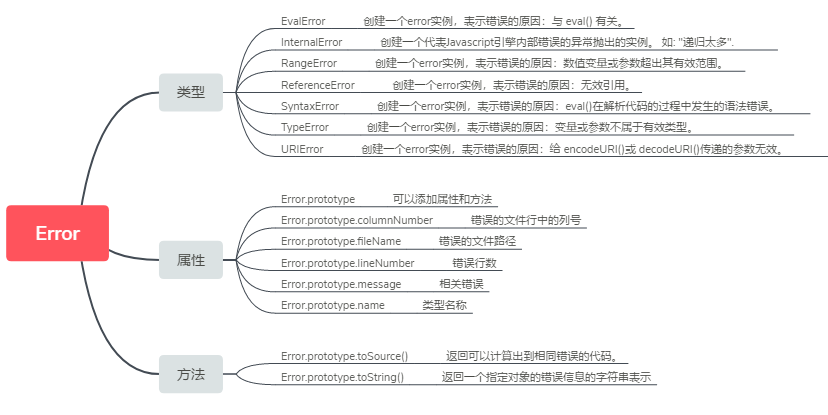 Error
类型
EvalError 创建一个error实例，表示错误的原因：与 eval() 有关。
InternalError 创建一个代表Javascript引擎内部错误的异常抛出的实例。 如: "递归太多".
RangeError 创建一个error实例，表示错误的原因：数值变量或参数超出其有效范围。
ReferenceError 创建一个error实例，表示错误的原因：无效引用。
SyntaxError 创建一个error实例，表示错误的原因：eval()在解析代码的过程中发生的语法错误。
TypeError 创建一个error实例，表示错误的原因：变量或参数不属于有效类型。
URIError 创建一个error实例，表示错误的原因：给 encodeURI()或 decodeURI()传递的参数无效。
属性
Error.prototype 可以添加属性和方法
Error.prototype.columnNumber 错误的文件行中的列号
Error.prototype.fileName 错误的文件路径
Error.prototype.lineNumber 错误行数
Error.prototype.message 相关错误
Error.prototype.name 类型名称
方法
Error.prototype.toSource() 返回可以计算出到相同错误的代码。
Error.prototype.toString() 返回一个指定对象的错误信息的字符串表示